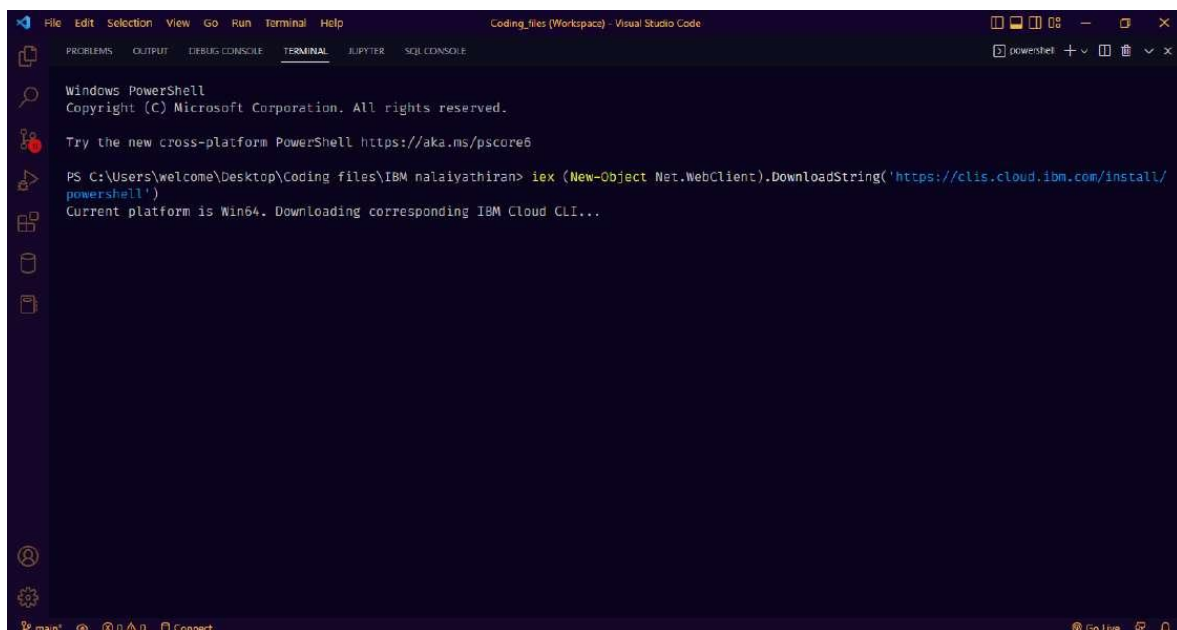 File Edit Selection View Go Run Terminal Help Coding_files (Workspace) - Visual Studio Code
PROBLEMS OUTPUT DEBUG CONSOLE TERMINAL JUPYTER SQL CONSOLE powershell
Windows PowerShell
Copyright (C) Microsoft Corporation. All rights reserved.
Try the new cross-platform PowerShell https://aka.ms/pscore6
PS C:\Users\welcome\Desktop\Coding files\IBM nalaiyathiran> iex (New-Object Net.WebClient).DownloadString('https://clis.cloud.ibm.com/install/
powershell')
Current platform is Win64. Downloading corresponding IBM Cloud CLI...
main* 0 0 Connect Go Live